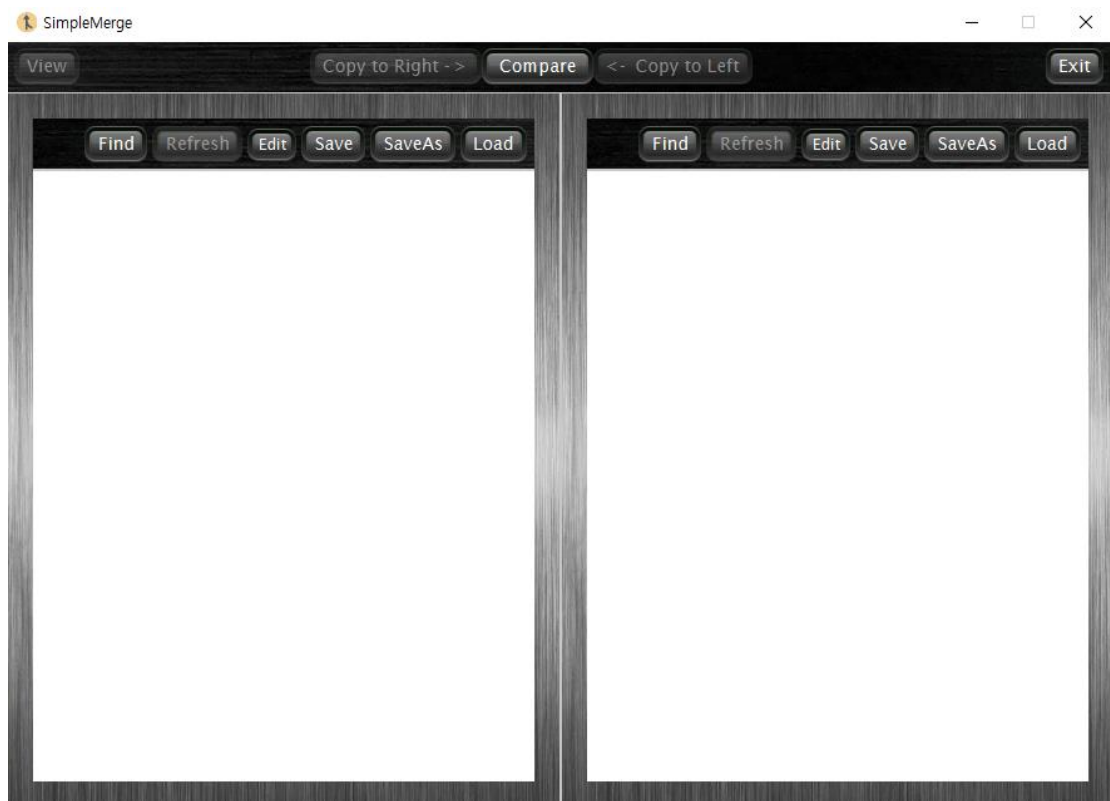 SimpleMerge
View Copy to Right -> Compare <- Copy to Left Exit
Find Refresh Edit Save SaveAs Load Find Refresh Edit Save SaveAs Load